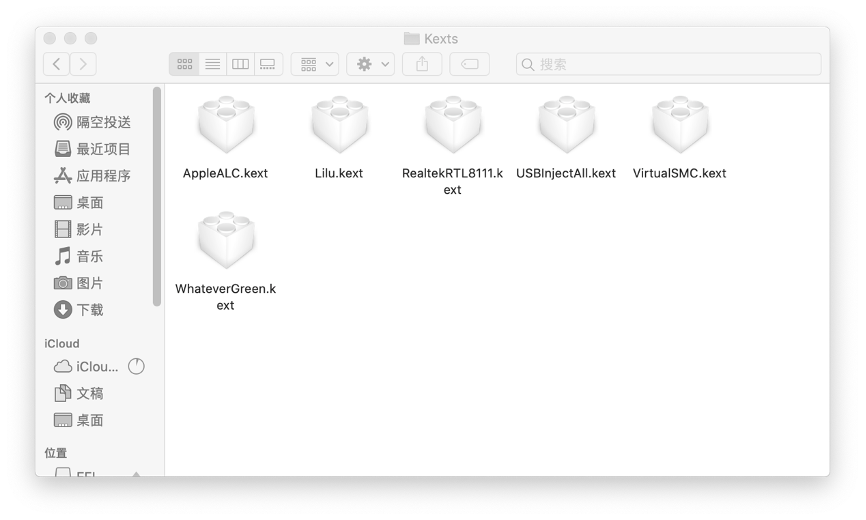 Kexts
搜索
个人收藏
隔空投送
最近项目
应用程序
桌面
影片
音乐
图片
下载
iCloud
iClou...
文稿
桌面
位置
EFI
AppleALC.kext
Lilu.kext
RealtekRTL8111.k
ext
USBInjectAll.kext
VirtualSMC.kext
WhateverGreen.k
ext